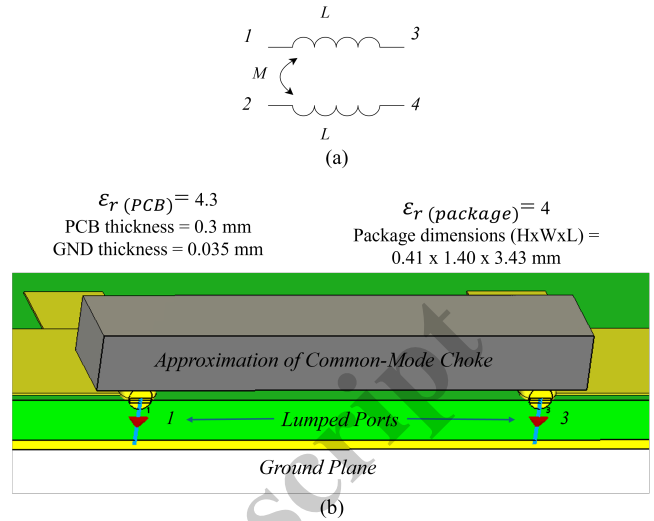 L
1 3
M
2 4
L
(a)
εr (PCB)= 4.3
PCB thickness = 0.3 mm
GND thickness = 0.035 mm
εr (package)= 4
Package dimensions (HxWxL) =
0.41 x 1.40 x 3.43 mm
Approximation of Common-Mode Choke
1 Lumped Ports 3
Ground Plane
script
(b)